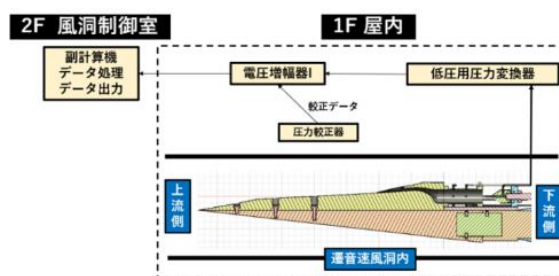 2F 風洞制御室
1F 屋内
副計算機
データ処理
データ出力
電圧増幅器I
低圧用圧力変換器
較正データ
圧力較正器
上流側
下流側
遷音速風洞内